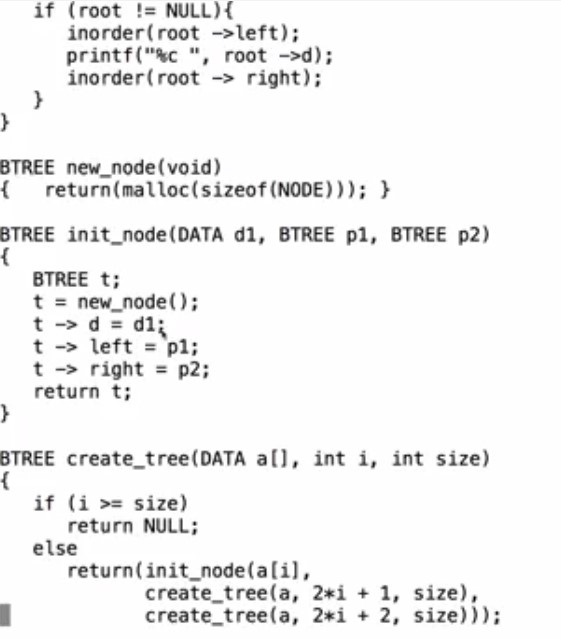 if (root != NULL){
inorder(root ->left);
printf("%c ", root ->d);
inorder(root -> right);
}
}
BTREE new_node(void)
{ return(malloc(sizeof(NODE))); }
BTREE init_node(DATA d1, BTREE p1, BTREE p2)
{
BTREE t;
t = new_node();
t -> d = d1;
t -> left = p1;
t -> right = p2;
return t;
}
BTREE create_tree(DATA a[], int i, int size)
{
if (i >= size)
return NULL;
else
return(init_node(a[i],
create_tree(a, 2*i + 1, size),
create_tree(a, 2*i + 2, size)));